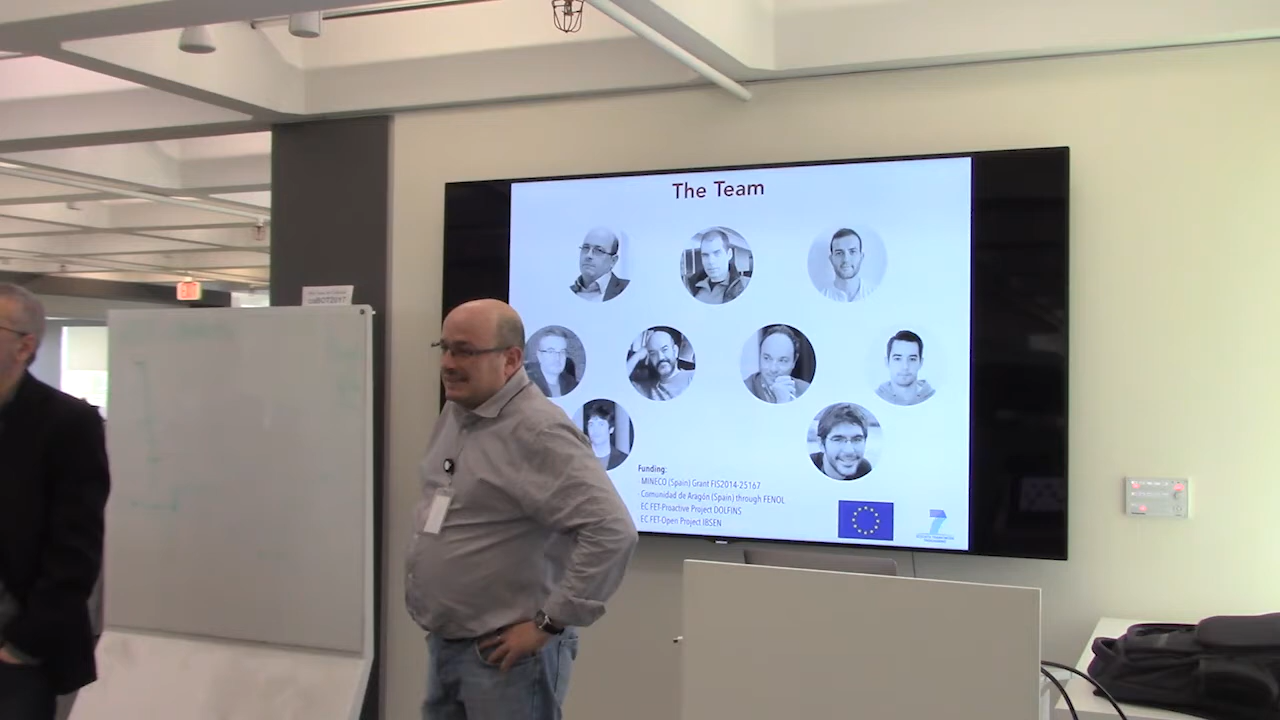 The Team
Funding:
MINECO (Spain) Grant FIS2014-25167
· Comunidad de Aragón (Spain) through FENOL
EC FET-Proactive Project DOLFINS
EC FET-Open Project IBSEN